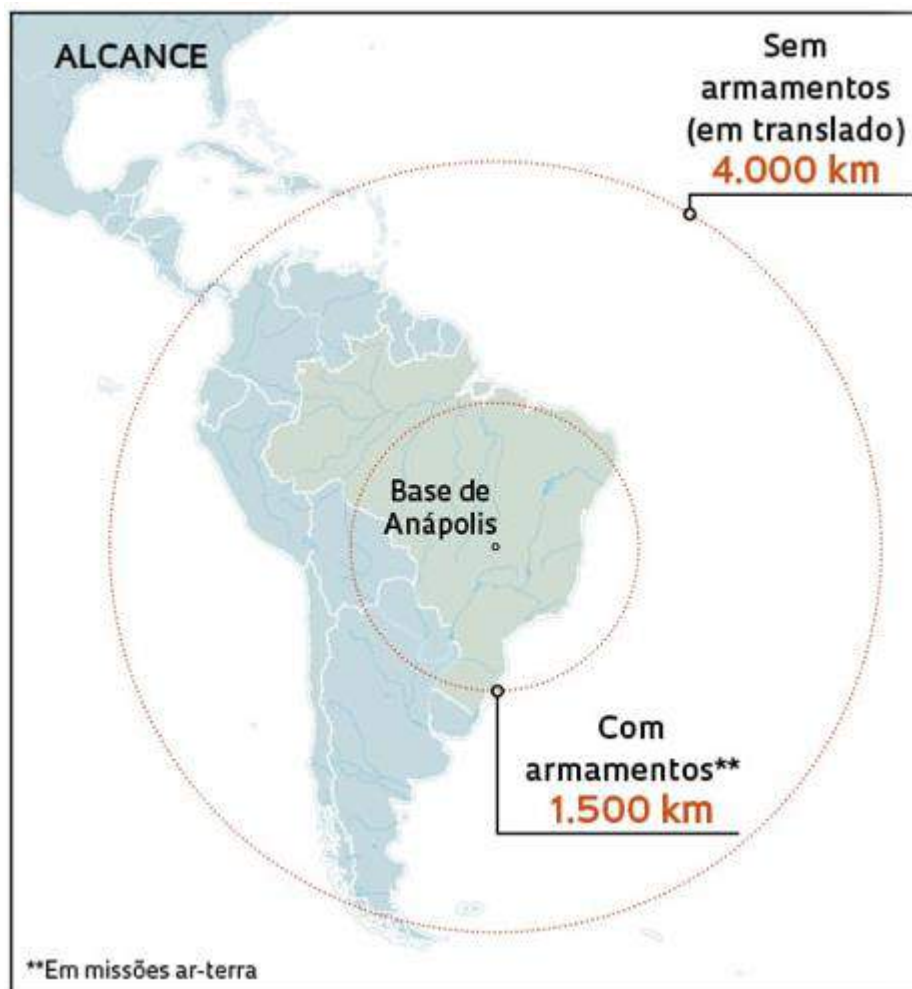 ALCANCE
Sem
armamentos
(em translado)
4.000 km
Base de
Anápolis
Com
armamentos**
1.500 km
**Em missões ar-terra